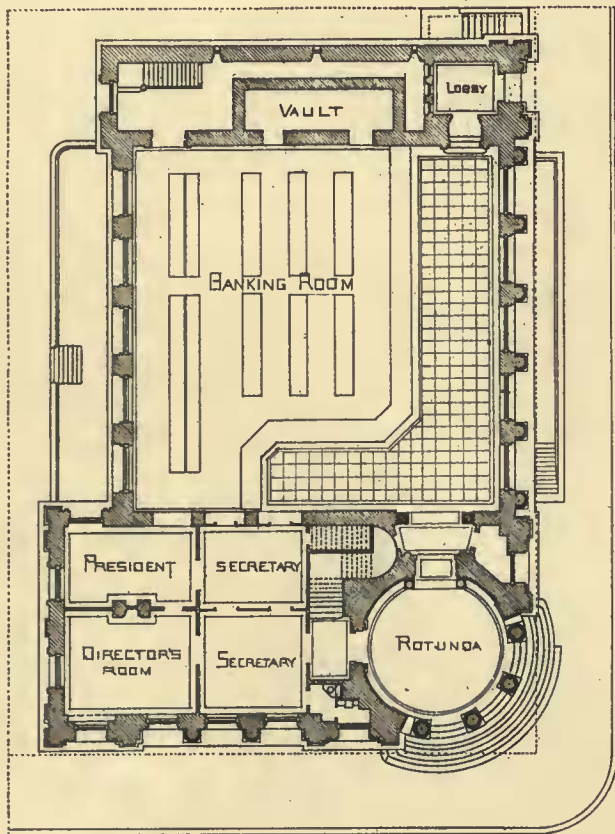 LOBBY
VAULT
BANKING ROOM
PRESIDENT
SECRETARY
DIRECTOR'S
ROOM
SECRETARY
ROTUNDA